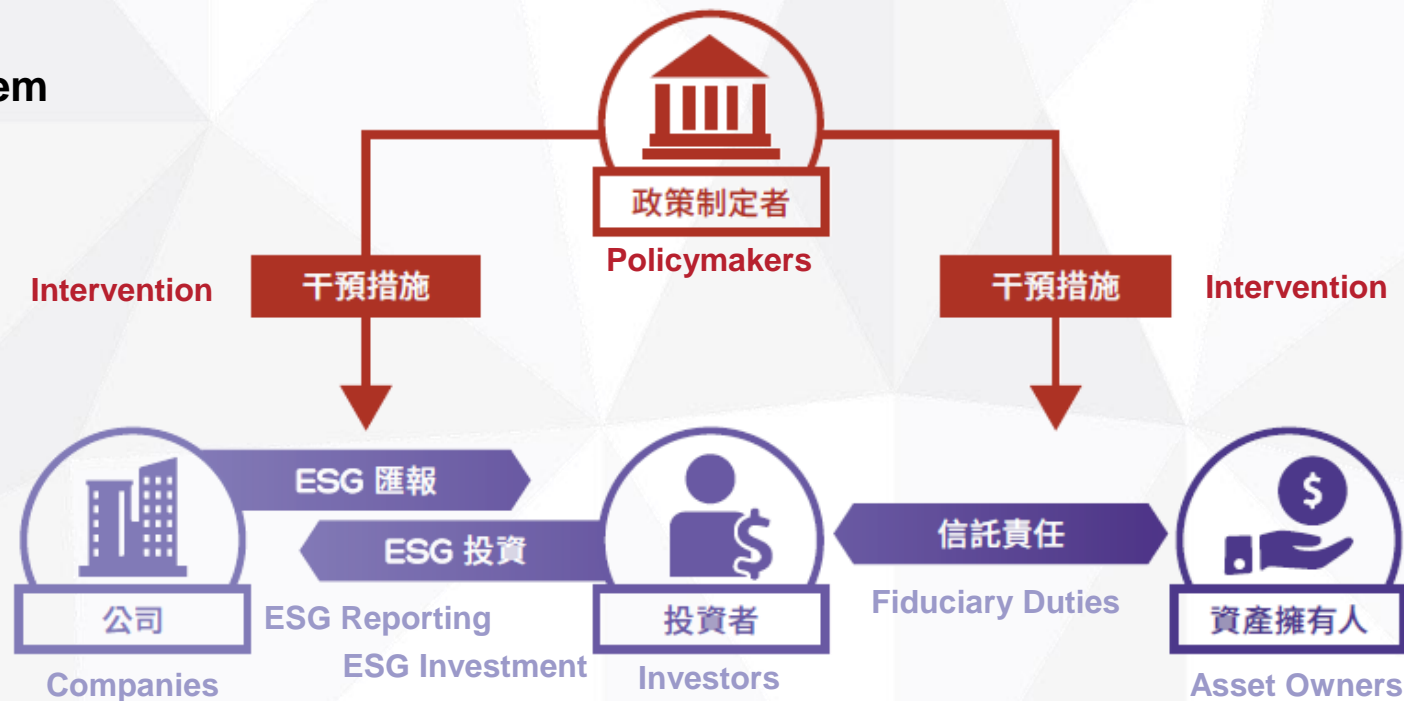 em
政策制定者
Policymakers
Intervention
干預措施
干預措施
Intervention
ESG 匯報
ESG 投資
信託責任
公司
ESG Reporting
投資者
Fiduciary Duties
資產擁有人
ESG Investment
Companies
Investors
Asset Owners